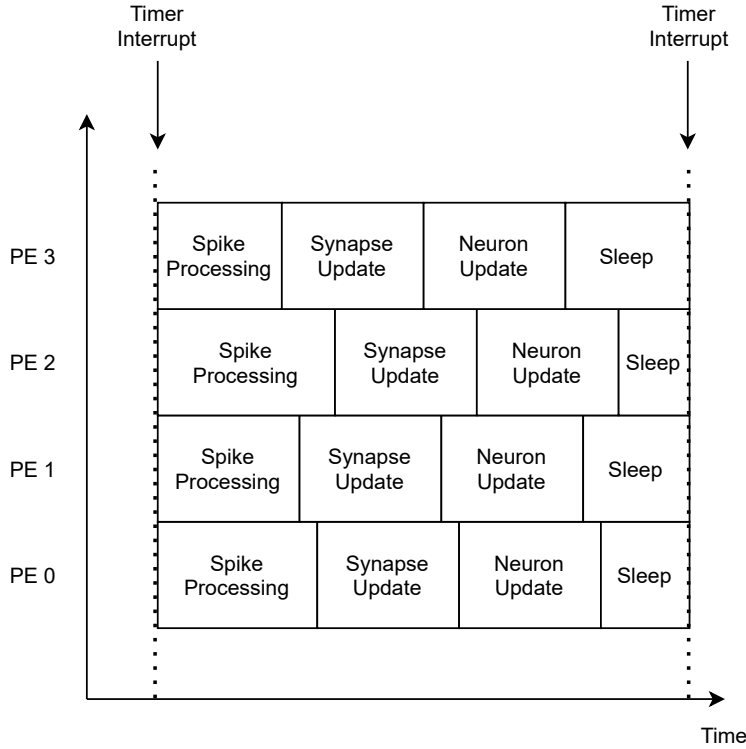 Timer
Interrupt
Timer
Interrupt
PE 3
Spike
Processing
Synapse
Update
Neuron
Update
Sleep
PE 2
Spike
Processing
Synapse
Update
Neuron
Update
Sleep
PE 1
Spike
Processing
Synapse
Update
Neuron
Update
Sleep
PE 0
Spike
Processing
Synapse
Update
Neuron
Update
Sleep
Time